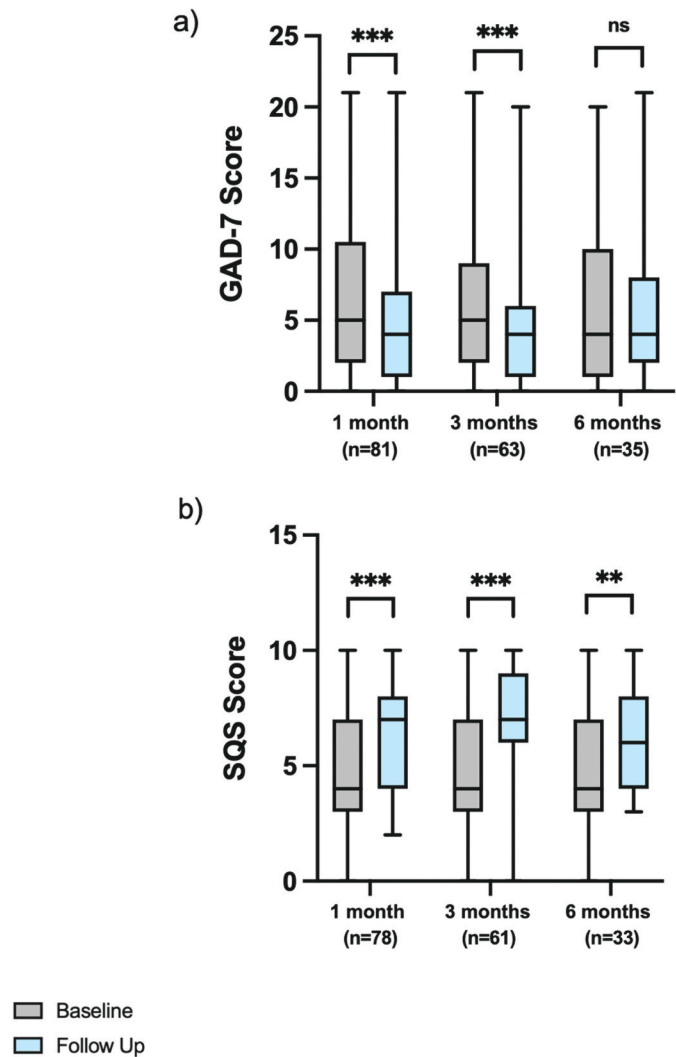 a)
GAD-7 Score
25
20
15
10
5
0
***
***
ns
1 month
(n=81)
3 months
(n=63)
6 months
(n=35)
b)
SQS Score
15
10
5
0
***
***
**
1 month
(n=78)
3 months
(n=61)
6 months
(n=33)
Baseline
Follow Up